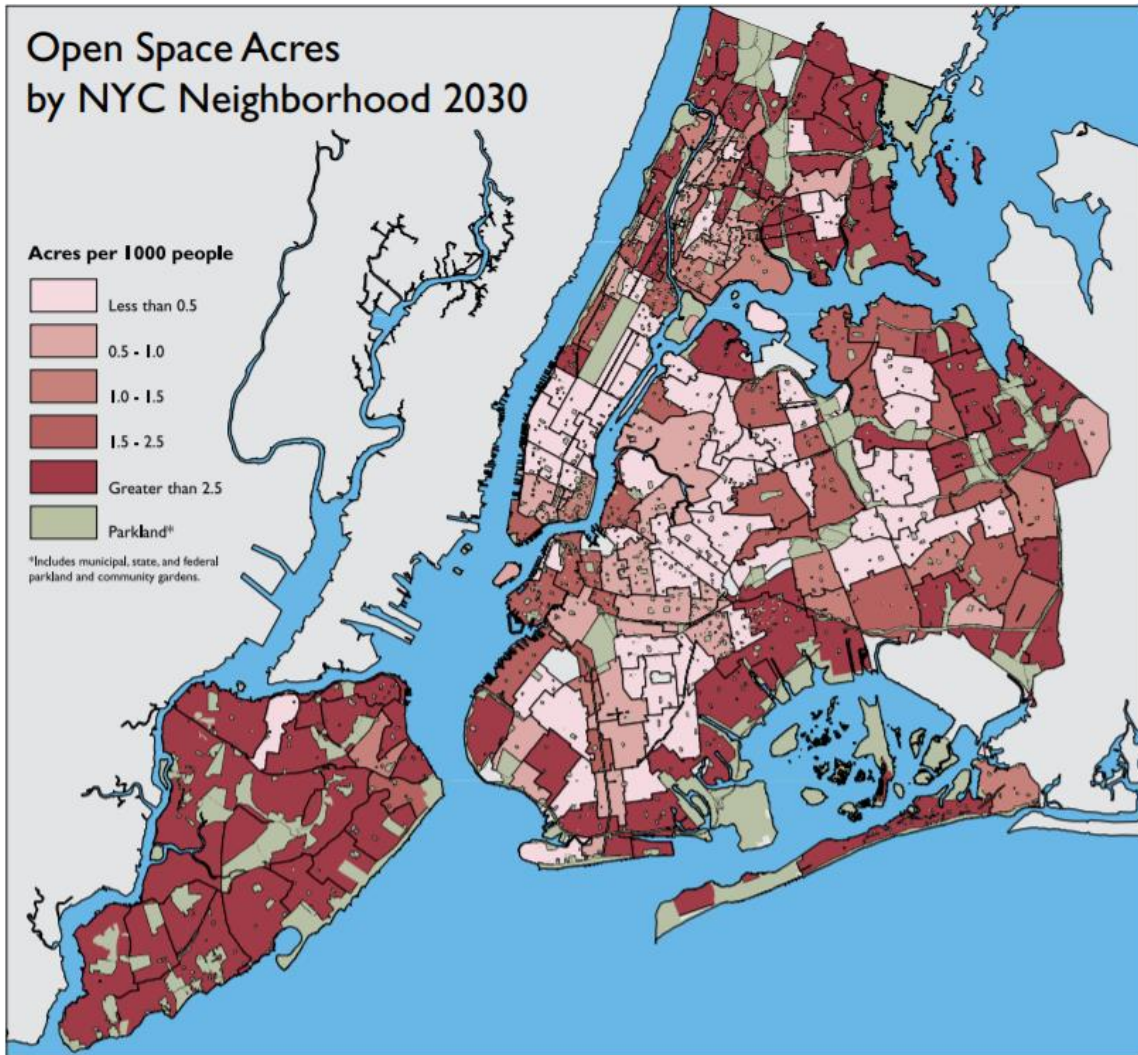 Open Space Acres
by NYC Neighborhood 2030
Acres per 1000 people
Less than 0.5
0.5 - 1.0
1.0 - 1.5
1.5 - 2.5
Greater than 2.5
Parkland*
*Includes municipal, state, and federal
parkland and community gardens.